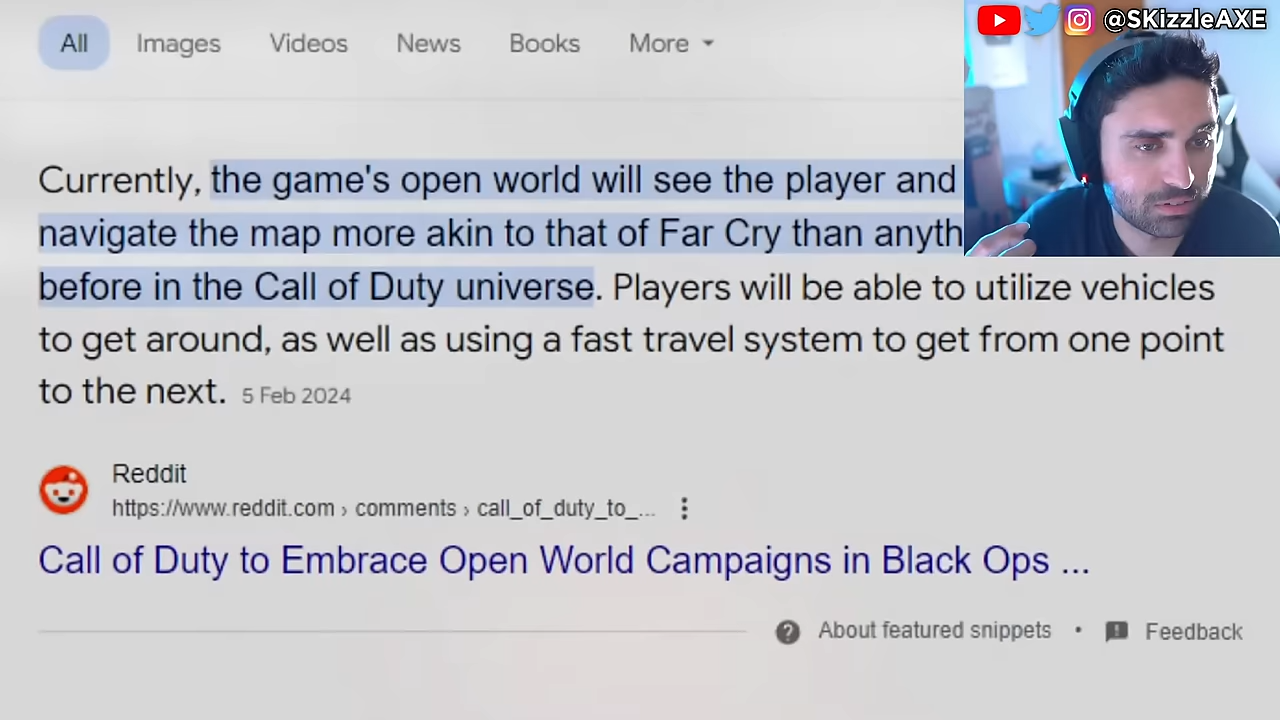 All Images Videos News Books More
@SKizzleAXE
Currently, the game's open world will see the player and
navigate the map more akin to that of Far Cry than
before in the Call of Duty universe. Players will be able to utilize vehicles
to get around, as well as using a fast travel system to get from one point
to the next. 5 Feb 2024
Reddit
https://www.reddit.com › comments › call_of_duty_to_...
Call of Duty to Embrace Open World Campaigns in Black Ops ...
About featured snippets • Feedback